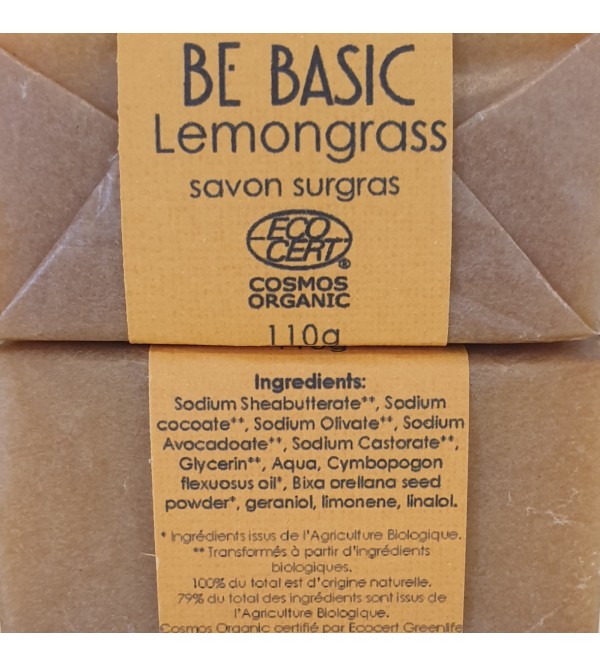 BE BASIC
Lemongrass
savon surgras
ECO
CERT®
COSMOS
ORGANIC
110g
Ingredients:
Sodium Sheabutterate**, Sodium
cocoate**, Sodium Olivate**, Sodium
Avocadoate**, Sodium Castorate**,
Glycerin**, Aqua, Cymbopogon
flexuosus oil*, Bixa orellana seed
powder*, geraniol, limonene, linalol.
* Ingrédients issus de l'Agriculture Biologique.
** Transformés à partir d'ingrédients
biologiques.
100% du total est d'origine naturelle.
79% du total des ingrédients sont issus de
l'Agriculture Biologique.
Cosmos Organic certifié par Ecocert Greenlife